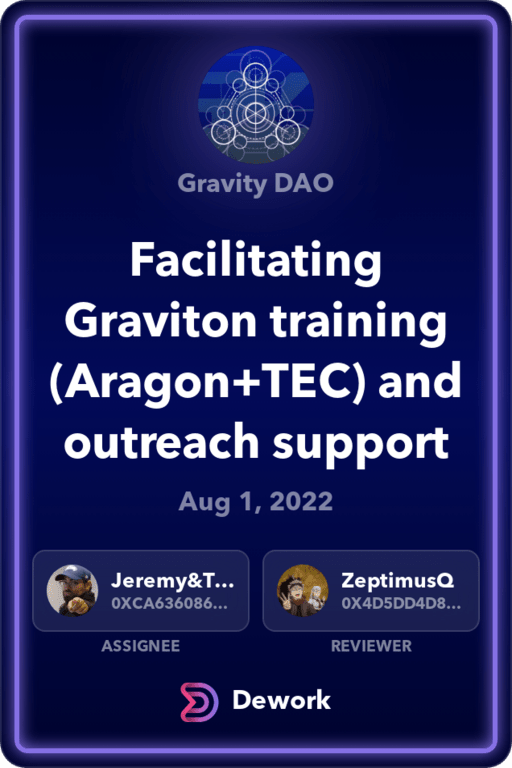 Gravity DAO
Facilitating
Graviton training
(Aragon+TEC) and
outreach support
Aug 1, 2022
Jeremy&T...
0XCA636086...
ASSIGNEE
ZeptimusQ
0X4D5DD4D8...
REVIEWER
Dework